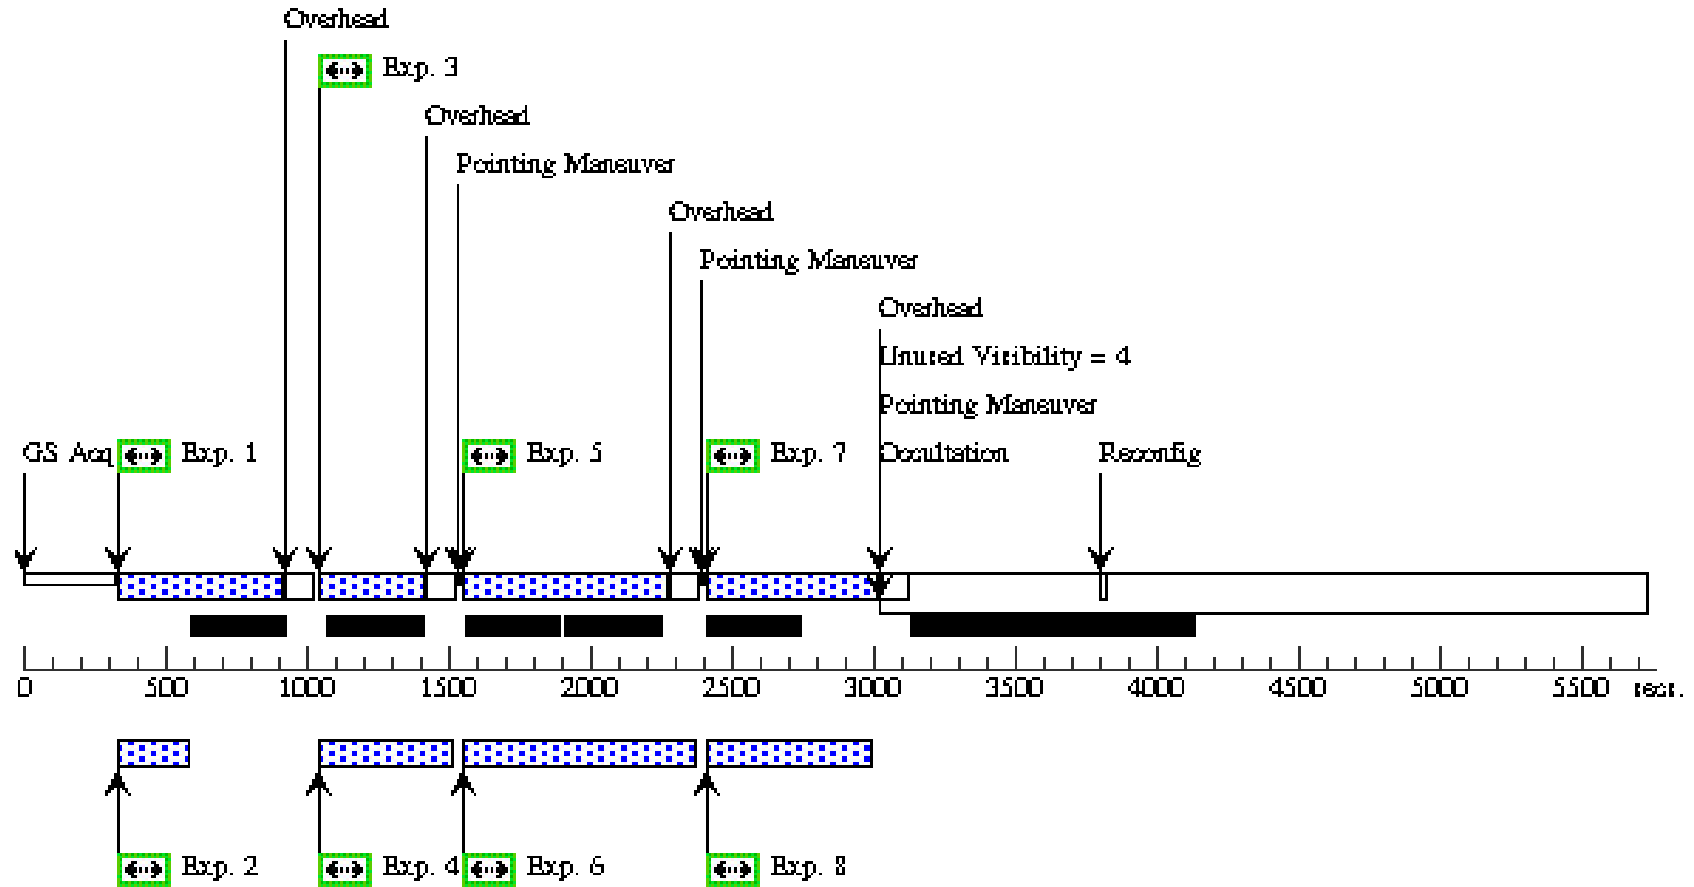 Overhead
Exp. 3
Overhead
Pointing Maneuver
Overhead
Pointing Maneuver
Overhead
Unused Visibility = 4
Pointing Maneuver
GS Acq
Exp. 1
Exp. 5
Exp. 7
Occultation
Reconfig
0 500 1000 1500 2000 2500 3000 3500 4000 4500 5000 5500 secs.
Exp. 2
Exp. 4
Exp. 6
Exp. 8